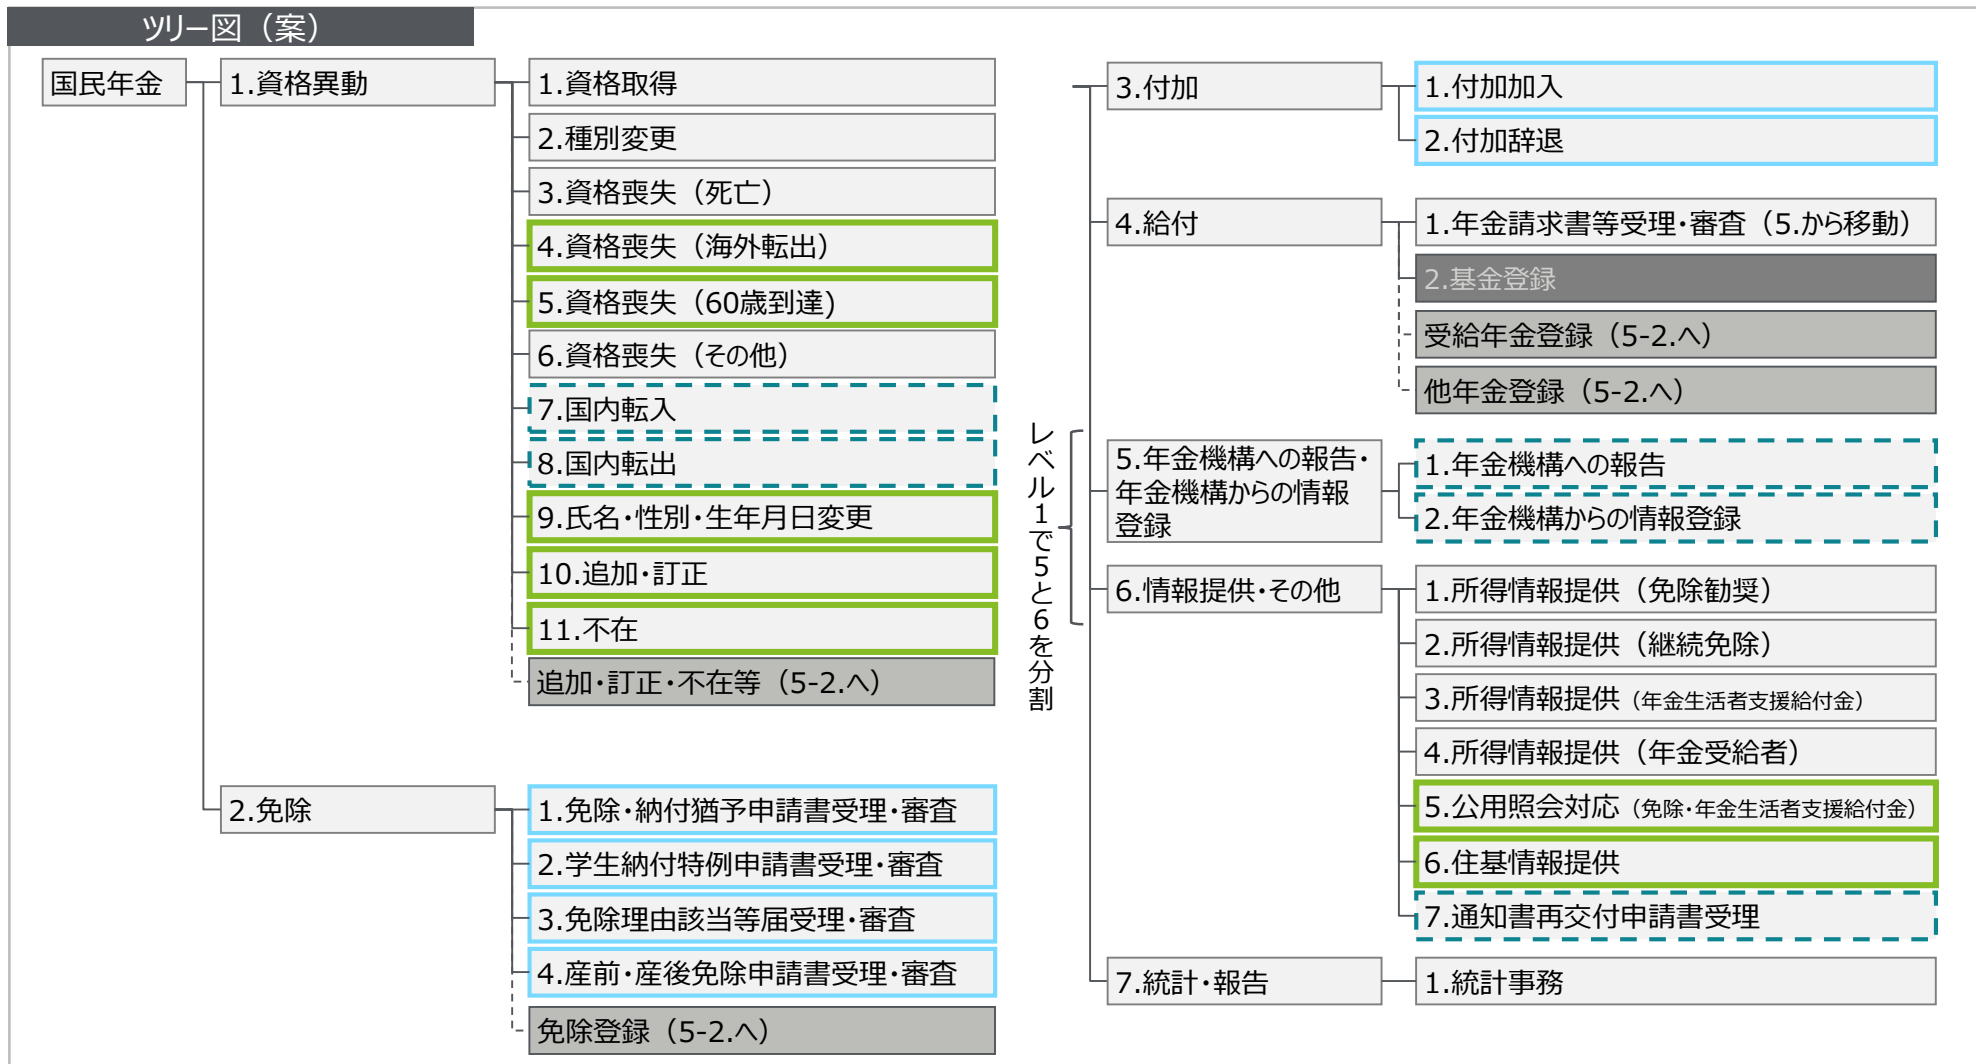 ツリー図（案）
国民年金
1.資格異動
1.資格取得
2.種別変更
3.資格喪失（死亡）
4.資格喪失（海外転出）
5.資格喪失（60歳到達)
6.資格喪失（その他）
7.国内転入
8.国内転出
9.氏名・性別・生年月日変更
10.追加・訂正
11.不在
追加・訂正・不在等（5-2.へ）
2.免除
1.免除・納付猶予申請書受理・審査
2.学生納付特例申請書受理・審査
3.免除理由該当等届受理・審査
4.産前・産後免除申請書受理・審査
免除登録（5-2.へ）
3.付加
1.付加加入
2.付加辞退
4.給付
1.年金請求書等受理・審査（5.から移動）
2.基金登録
受給年金登録（5-2.へ）
他年金登録（5-2.へ）
レベル1で5と6を分割
5.年金機構への報告・
年金機構からの情報
登録
1.年金機構への報告
2.年金機構からの情報登録
6.情報提供・その他
1.所得情報提供（免除勧奨）
2.所得情報提供（継続免除）
3.所得情報提供（年金生活者支援給付金）
4.所得情報提供（年金受給者）
5.公用照会対応（免除・年金生活者支援給付金）
6.住基情報提供
7.通知書再交付申請書受理
7.統計・報告
1.統計事務